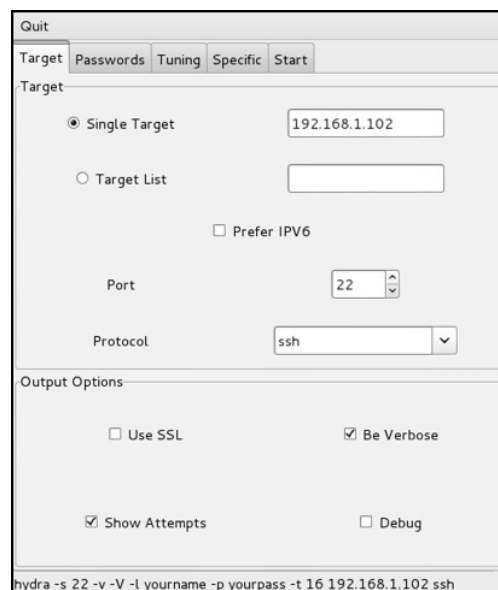 Quit
Target Passwords Tuning Specific Start
Target
Single Target 192.168.1.102
Target List
Prefer IPV6
Port 22
Protocol ssh
Output Options
Use SSL Be Verbose
Show Attempts Debug
hydra -s 22 -v -V -l yourname -p yourpass -t 16 192.168.1.102 ssh